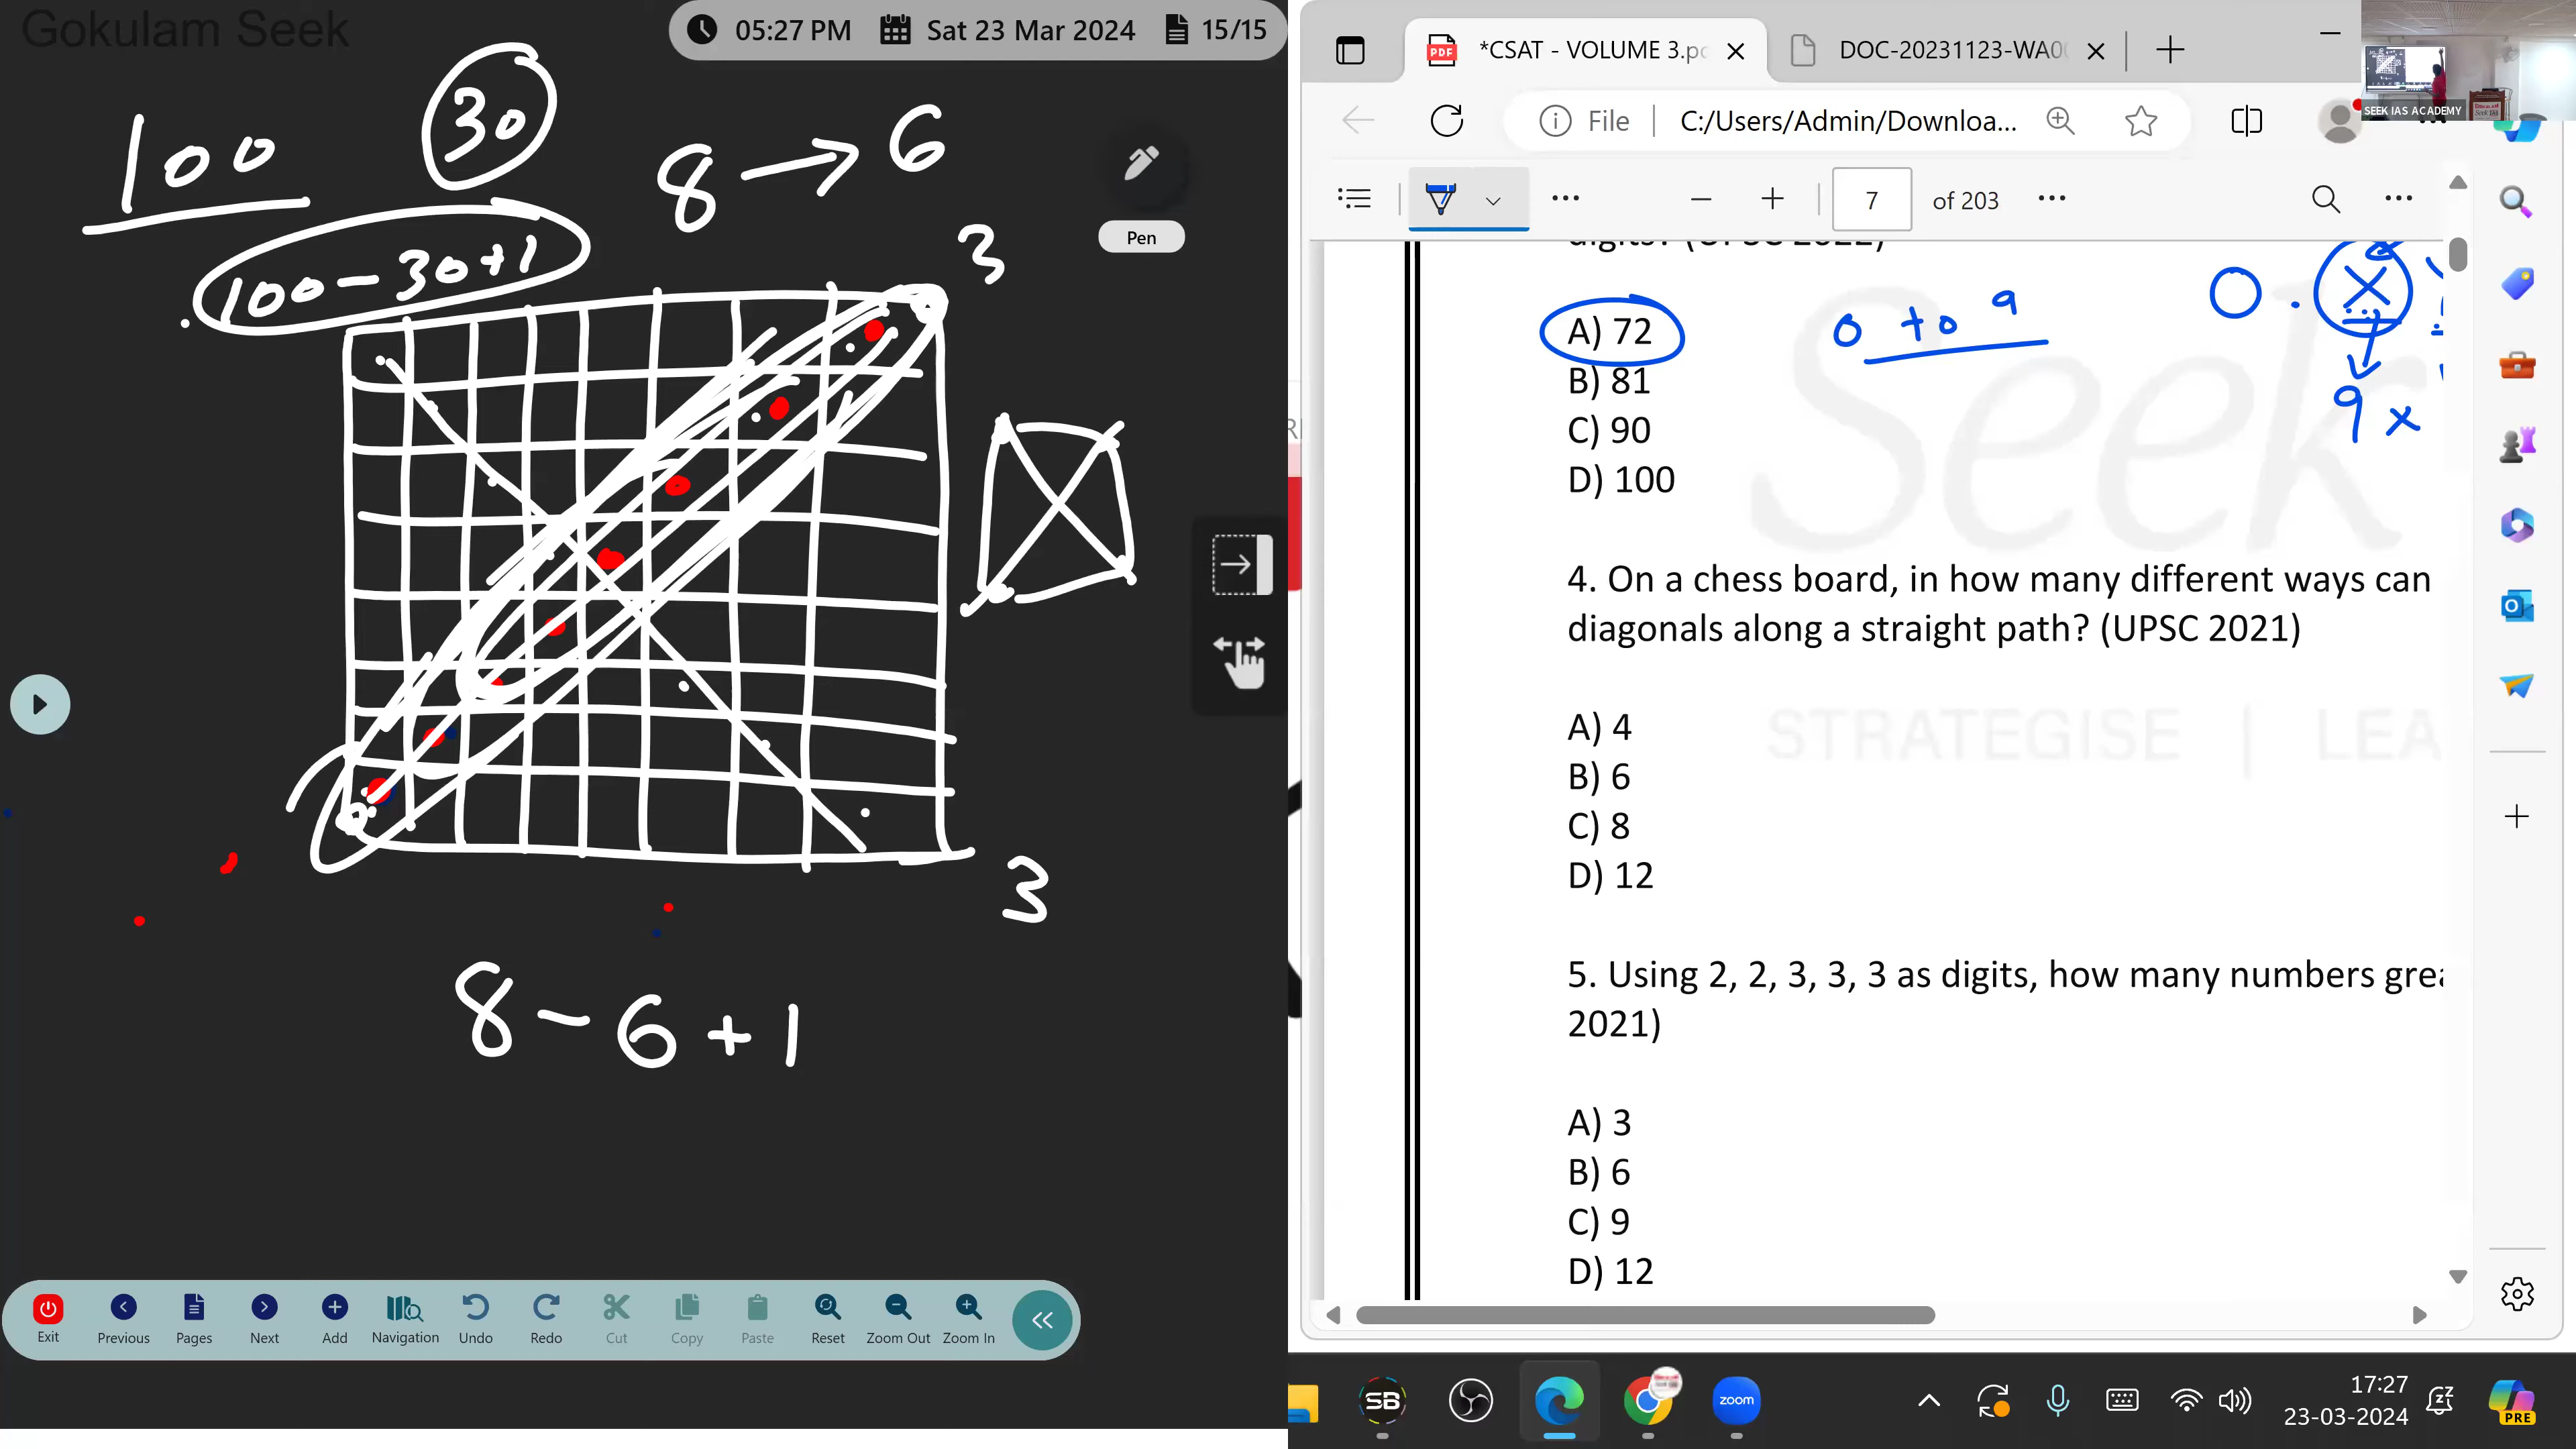 Gokulam Seek
05:27 PM Sat 23 Mar 2024 15/15
100
30
8 → 6
100 - 30 + 1
3
3
8 - 6 + 1
Pen
Exit
Previous
Pages
Next
Add
Navigation
Undo
Redo
Cut
Copy
Paste
Reset
Zoom Out
Zoom In
*CSAT - VOLUME 3.p
DOC-20231123-WA0
SEEK IAS ACADEMY
File C:/Users/Admin/Downloa...
7 of 203
A) 72
0 to 9
0 . X
9 x
B) 81
C) 90
D) 100
4. On a chess board, in how many different ways can
diagonals along a straight path? (UPSC 2021)
A) 4
B) 6
C) 8
D) 12
5. Using 2, 2, 3, 3, 3 as digits, how many numbers
2021)
A) 3
B) 6
C) 9
D) 12
Seek
STRATEGISE | LEA
SB
zoom
17:27
23-03-2024
PRE